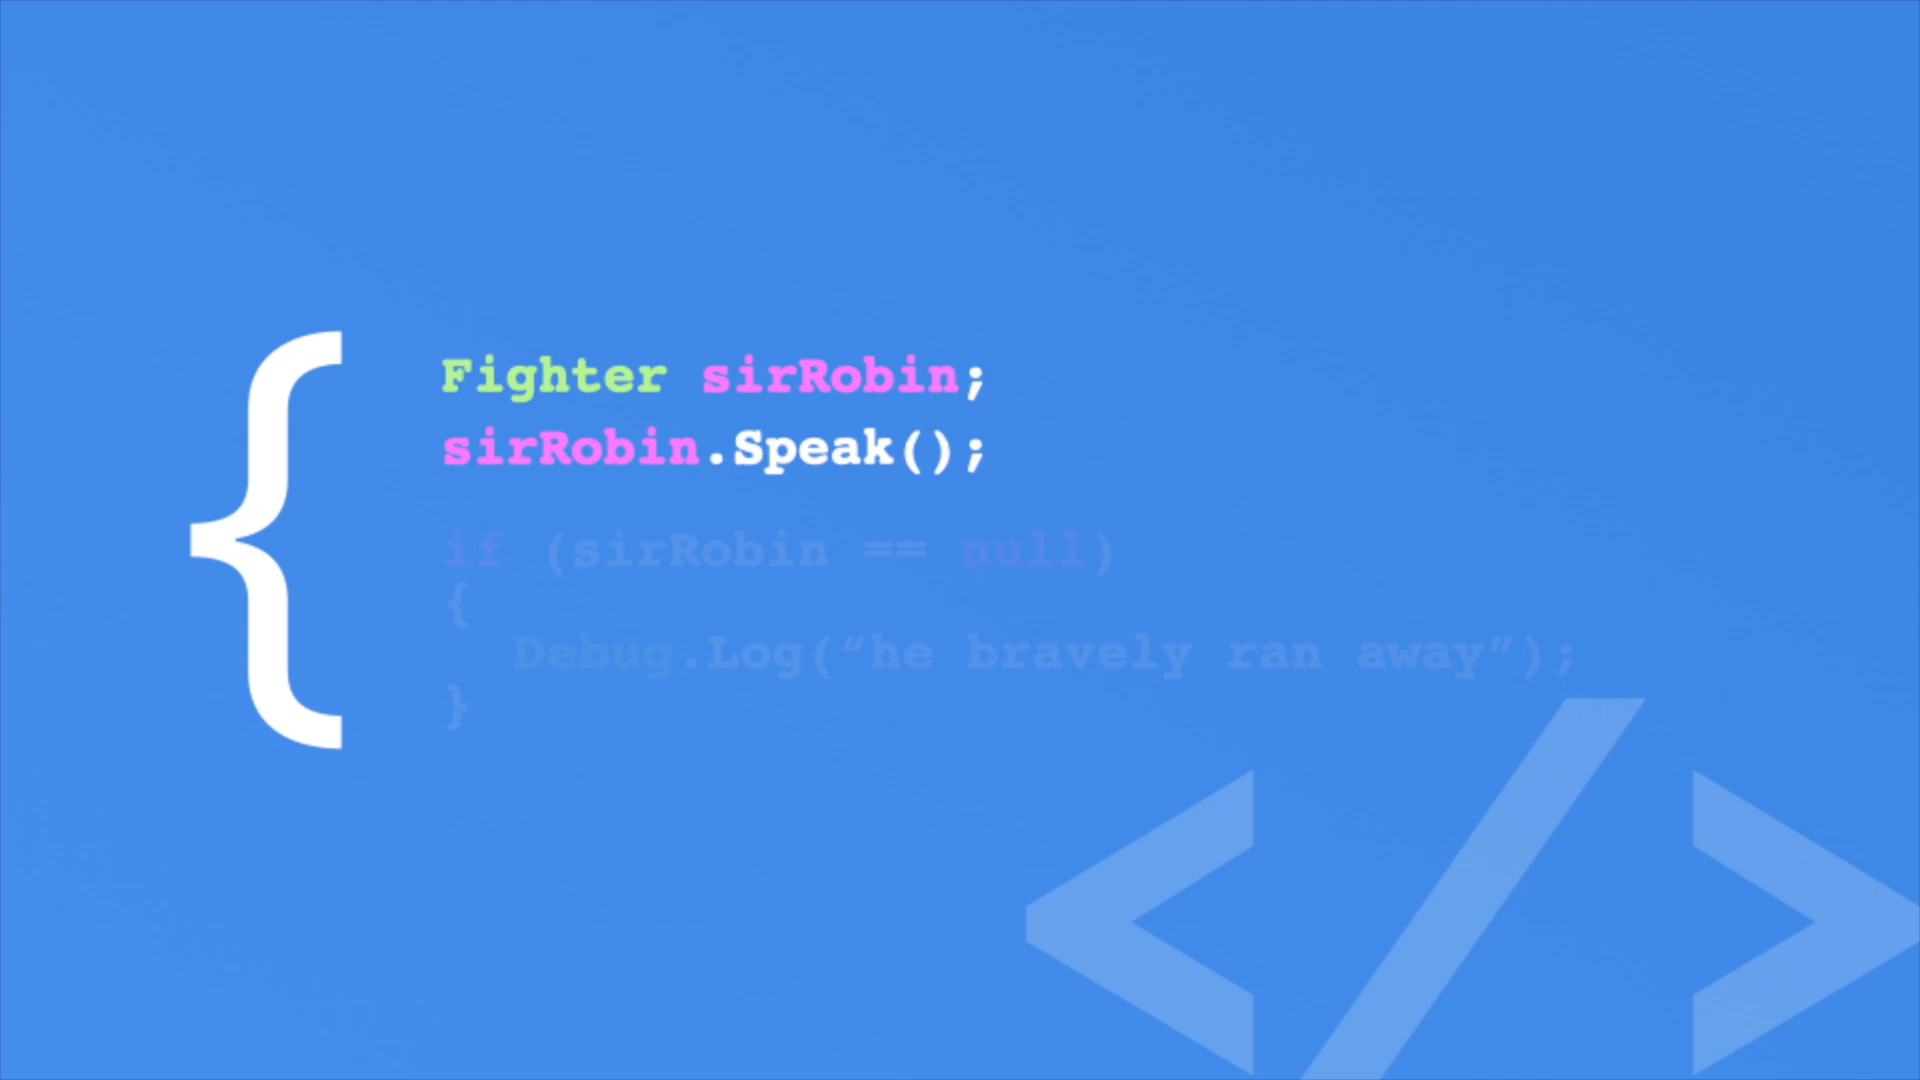 {
Fighter sirRobin;
sirRobin.Speak();
if (sirRobin == null)
{
Debug.Log(“he bravely ran away”);
}
</>